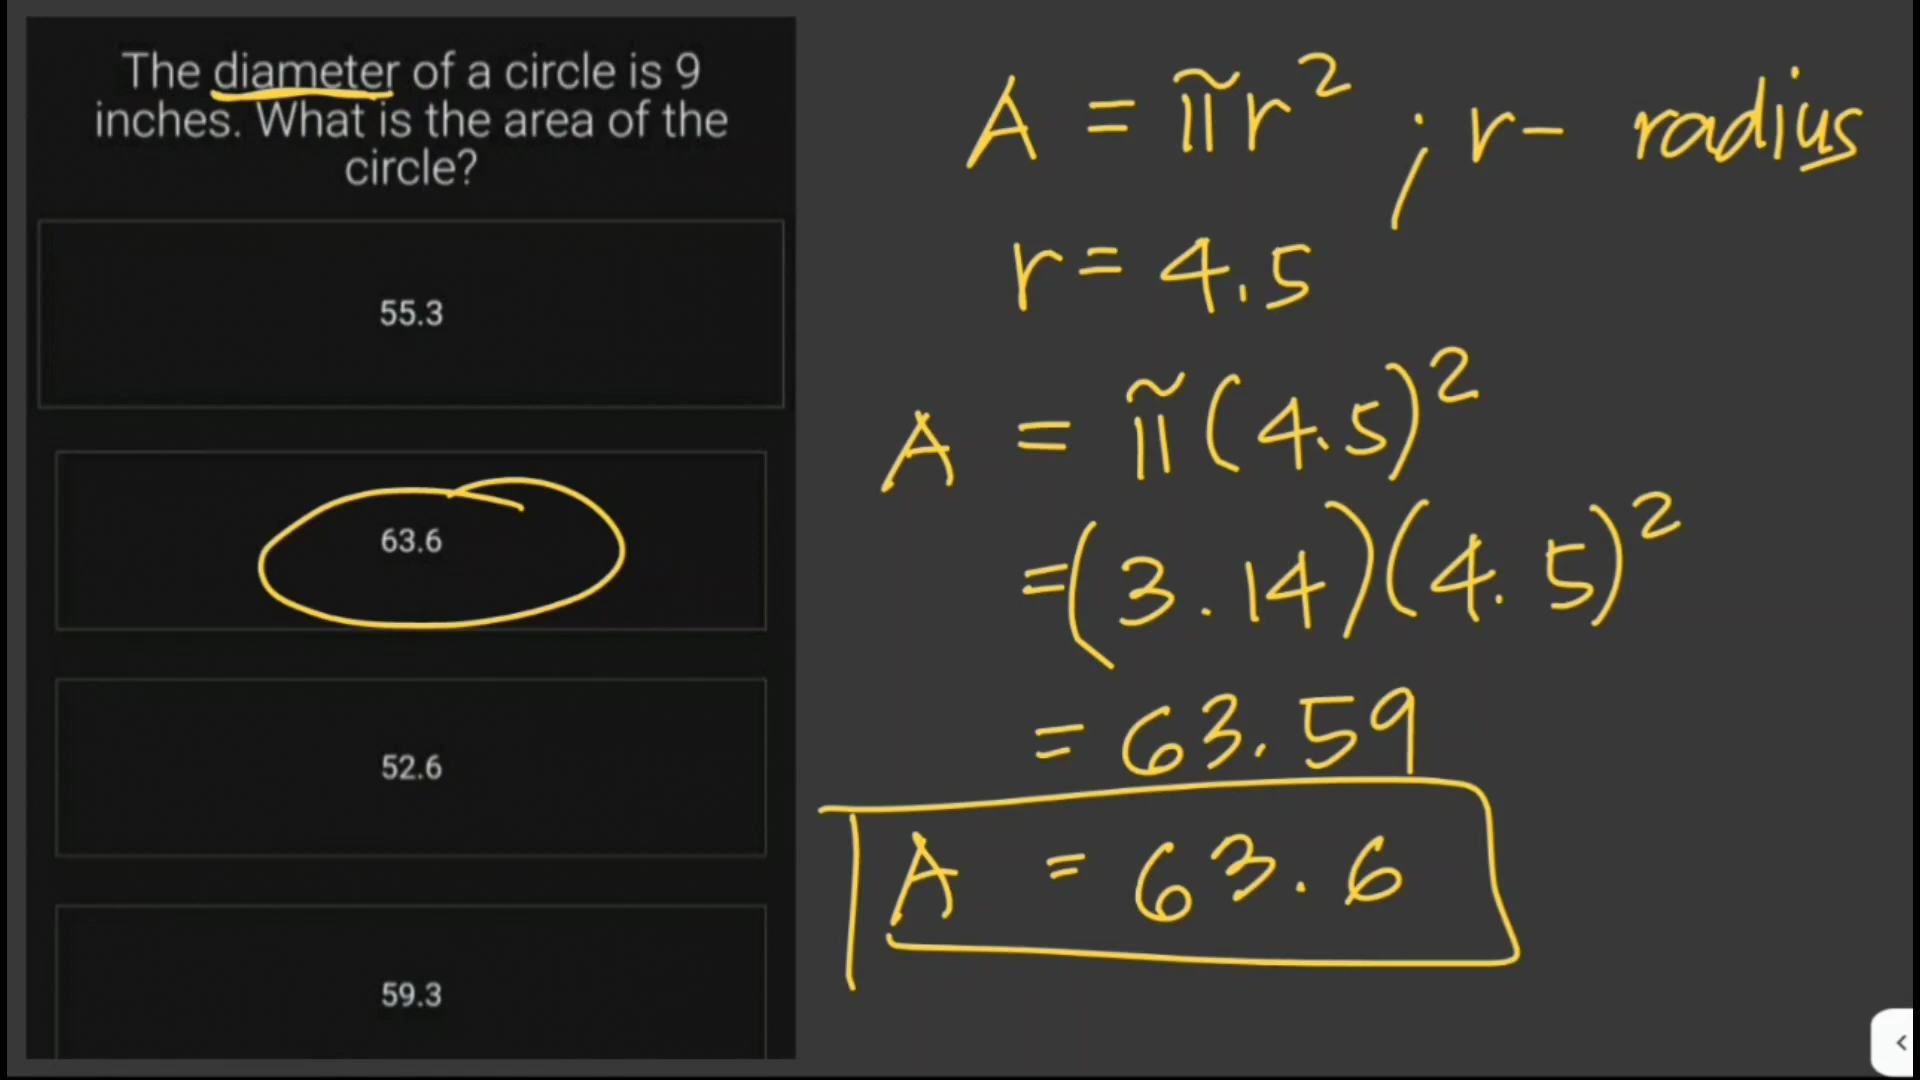 The diameter of a circle is 9
inches. What is the area of the
circle?
55.3
63.6
52.6
59.3
A = πr² ; r - radius
r = 4.5
A = π(4.5)²
=(3.14)(4.5)²
= 63.59
A = 63.6
<